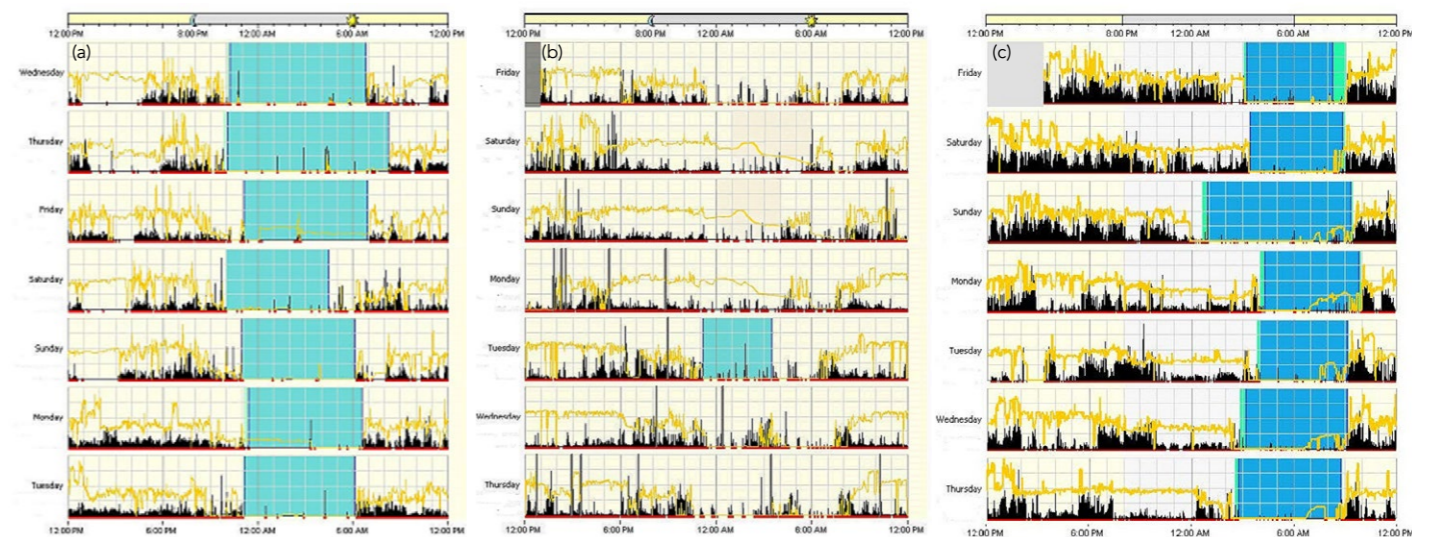 12:00 PM 8:00 PM 12:00 AM 6:00 AM 12:00 PM
(a)
Wednesday
Thursday
Friday
Saturday
Sunday
Monday
Tuesday
12:00 PM 6:00 PM 12:00 AM 6:00 AM 12:00 PM
12:00 PM 8:00 PM 12:00 AM 6:00 AM 12:00 PM
(b)
Friday
Saturday
Sunday
Monday
Tuesday
Wednesday
Thursday
12:00 PM 6:00 PM 12:00 AM 6:00 AM 12:00 PM
12:00 PM 8:00 PM 12:00 AM 6:00 AM 12:00 PM
(c)
Friday
Saturday
Sunday
Monday
Tuesday
Wednesday
Thursday
12:00 PM 6:00 PM 12:00 AM 6:00 AM 12:00 PM